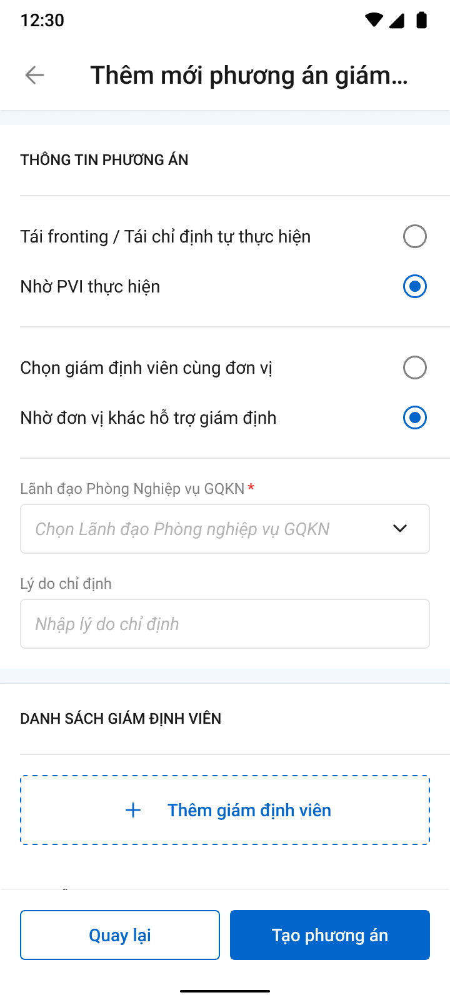 12:30
Thêm mới phương án giám...
THÔNG TIN PHƯƠNG ÁN
Tái fronting / Tái chỉ định tự thực hiện
Nhờ PVI thực hiện
Chọn giám định viên cùng đơn vị
Nhờ đơn vị khác hỗ trợ giám định
Lãnh đạo Phòng Nghiệp vụ GQKN *
Chọn Lãnh đạo Phòng nghiệp vụ GQKN
Lý do chỉ định
Nhập lý do chỉ định
DANH SÁCH GIÁM ĐỊNH VIÊN
+ Thêm giám định viên
Quay lại
Tạo phương án